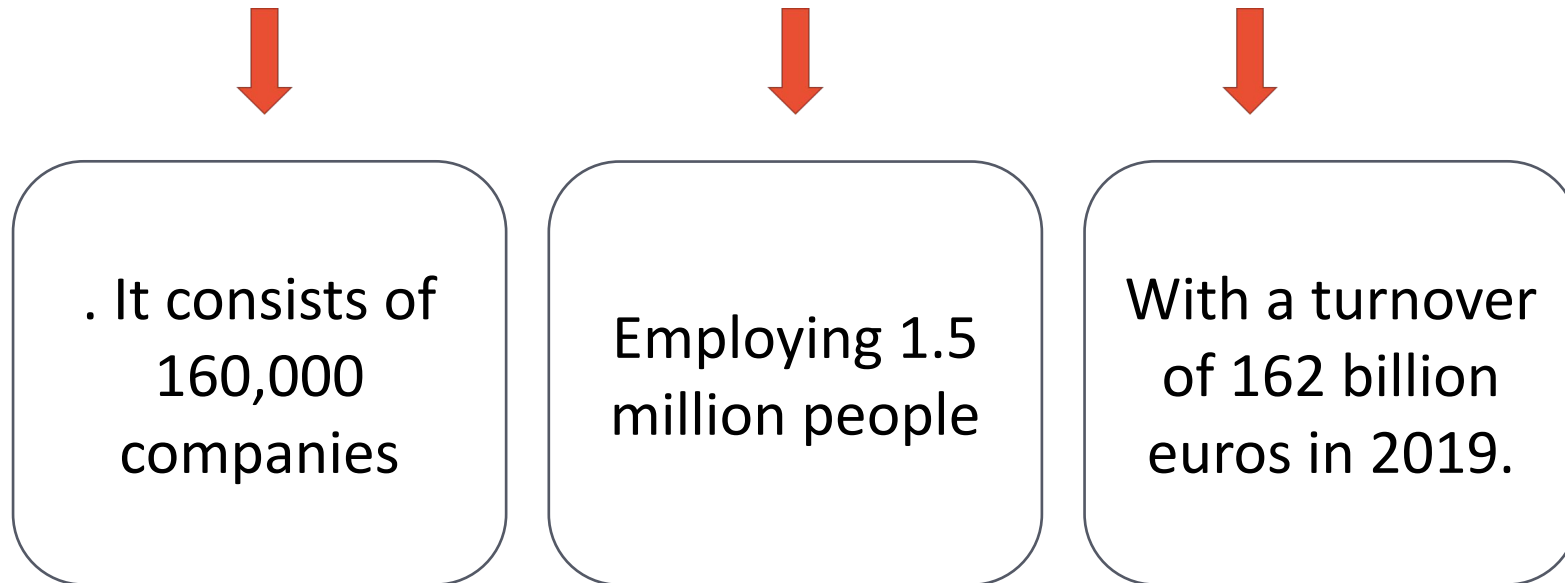 . It consists of
160,000
companies
Employing 1.5
million people
With a turnover
of 162 billion
euros in 2019.